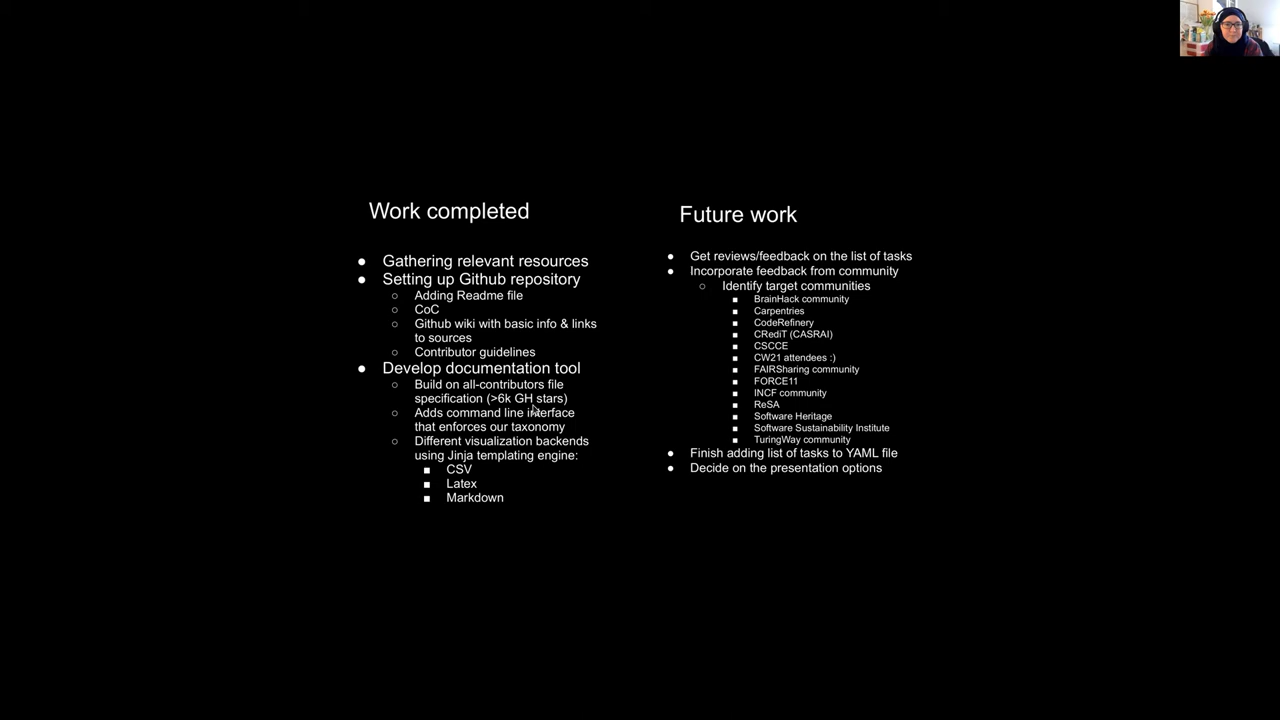 Work completed
● Gathering relevant resources
● Setting up Github repository
○ Adding Readme file
○ CoC
○ Github wiki with basic info & links
to sources
○ Contributor guidelines
● Develop documentation tool
○ Build on all-contributors file
specification (>6k GH stars)
○ Adds command line interface
that enforces our taxonomy
○ Different visualization backends
using Jinja templating engine:
■ CSV
■ Latex
■ Markdown
Future work
● Get reviews/feedback on the list of tasks
● Incorporate feedback from community
○ Identify target communities
■ BrainHack community
■ Carpentries
■ CodeRefinery
■ CRediT (CASRAI)
■ CSCCE
■ CW21 attendees :)
■ FAIRSharing community
■ FORCE11
■ INCF community
■ ReSA
■ Software Heritage
■ Software Sustainability Institute
■ TuringWay community
● Finish adding list of tasks to YAML file
● Decide on the presentation options